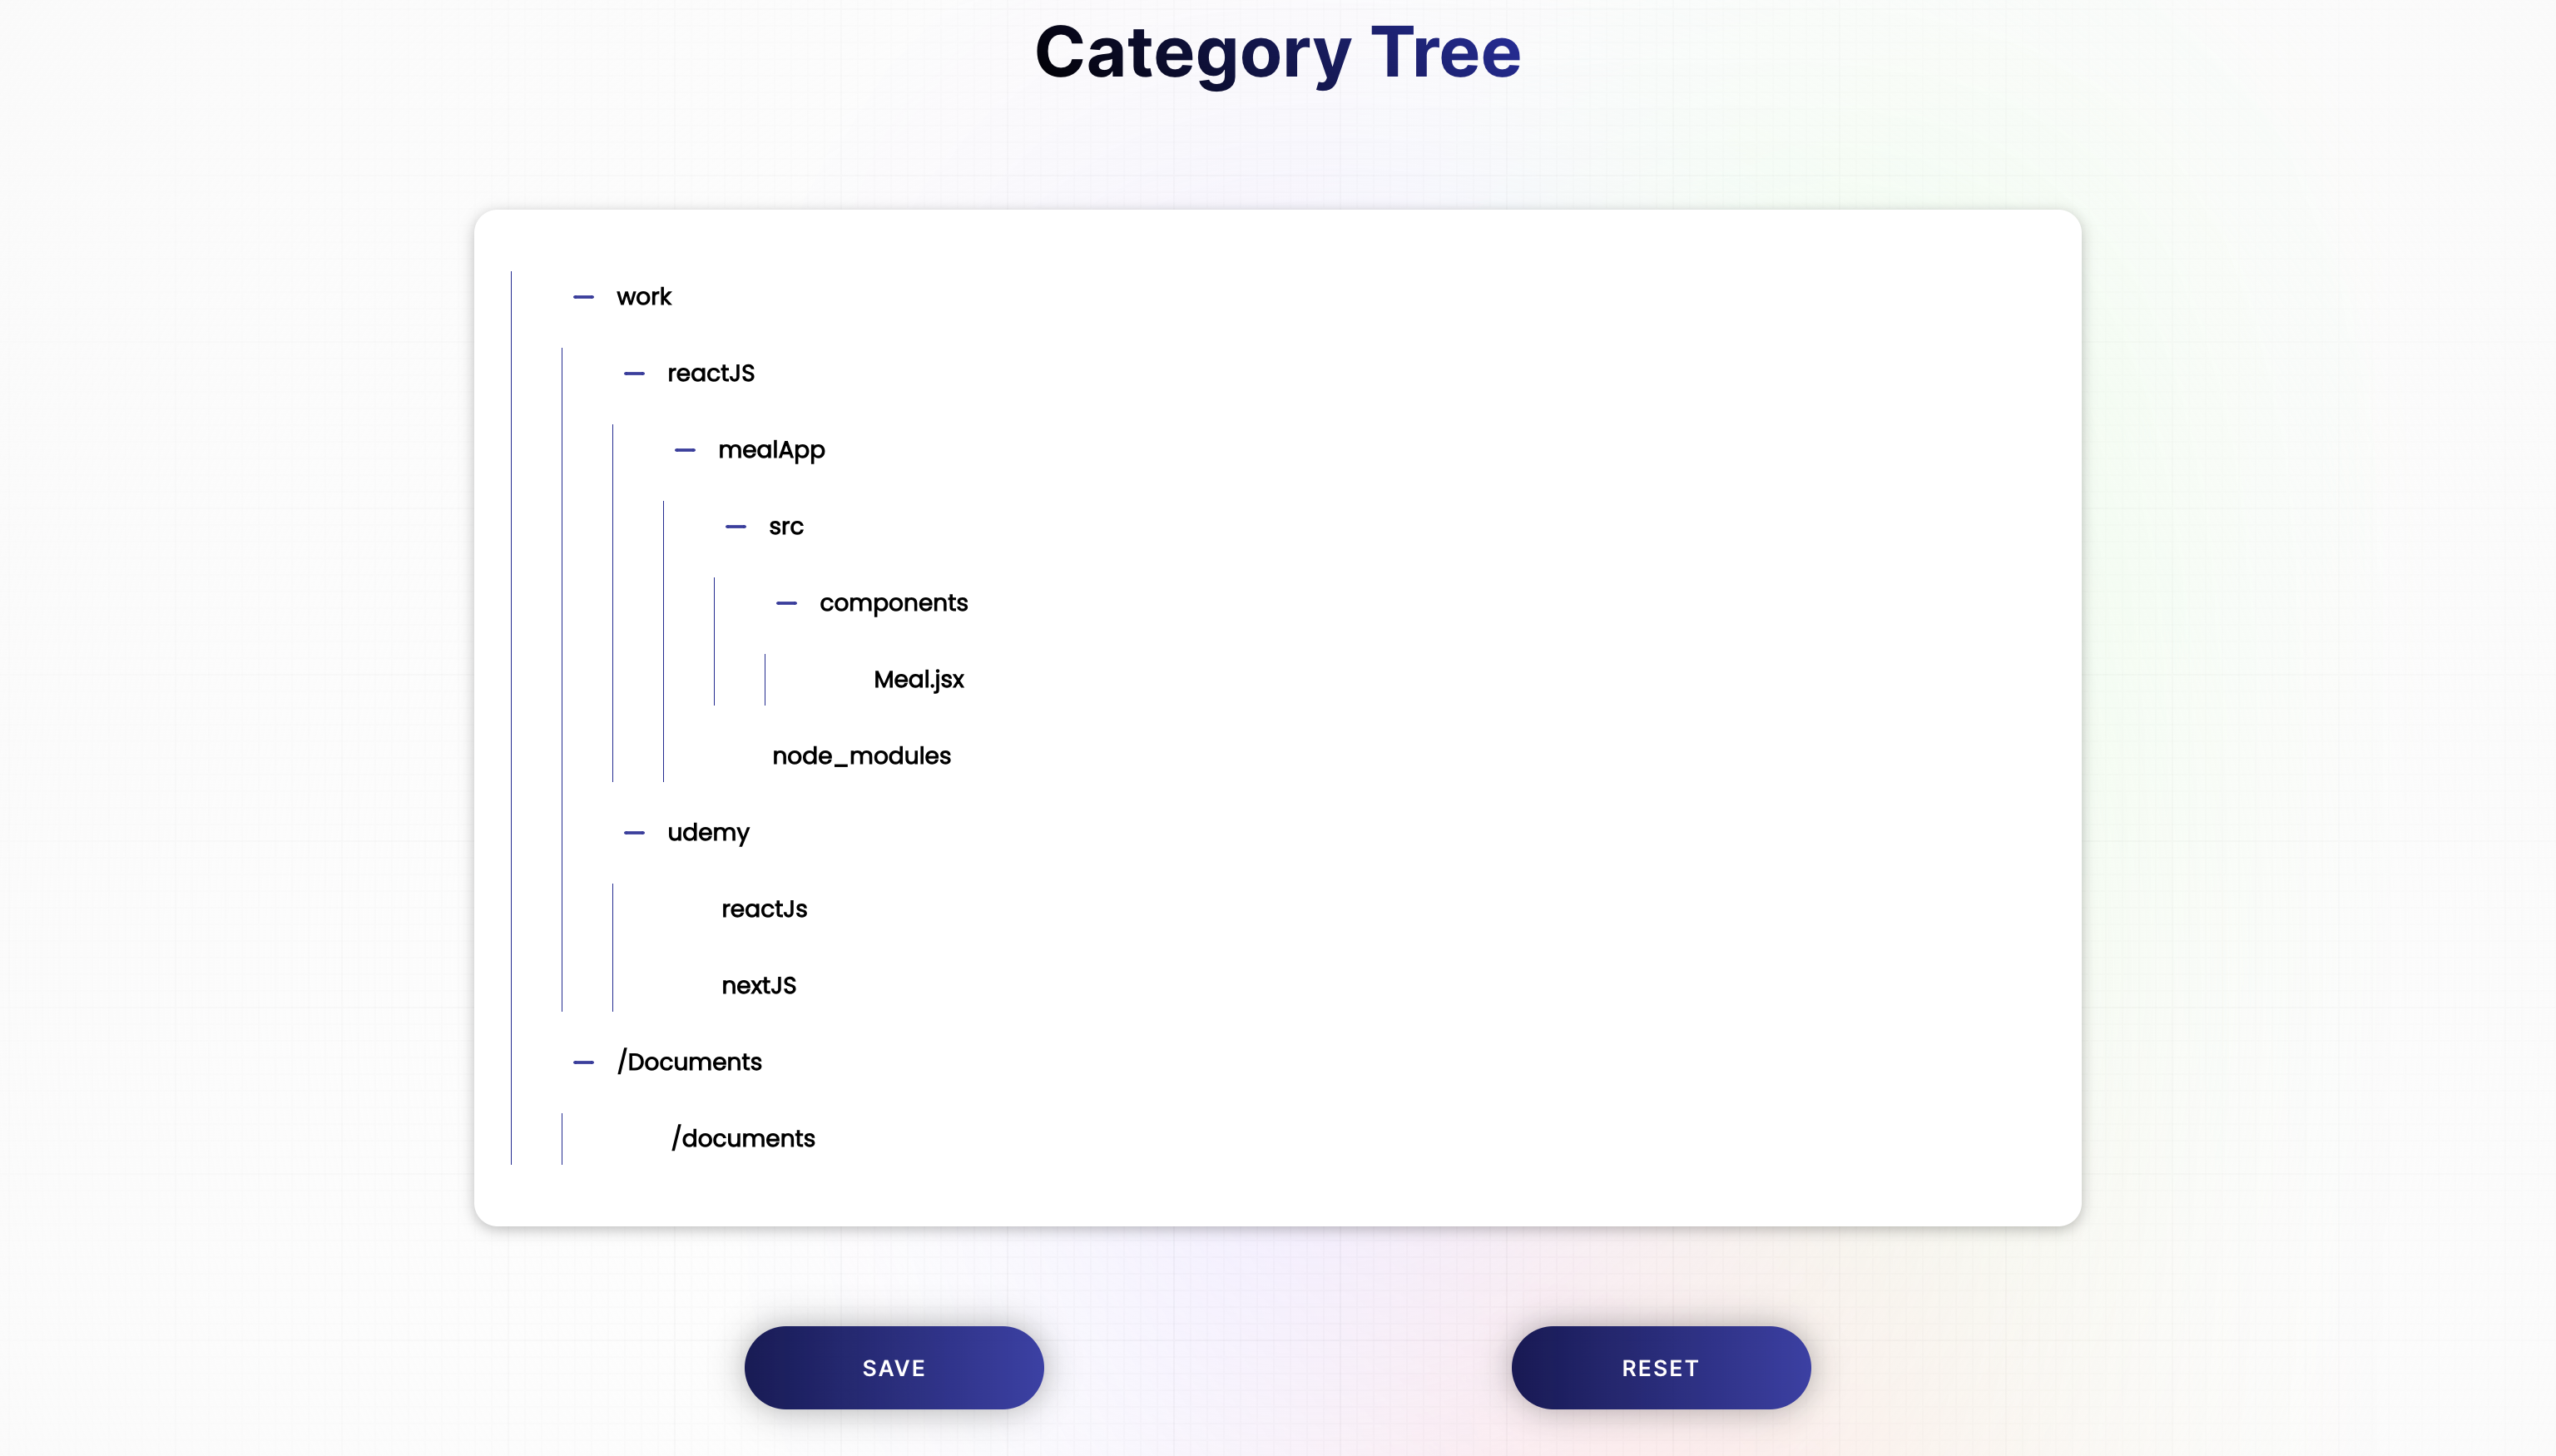 Category Tree
work
reactJS
mealApp
src
components
Meal.jsx
node_modules
udemy
reactJs
nextJS
/Documents
/documents
SAVE
RESET